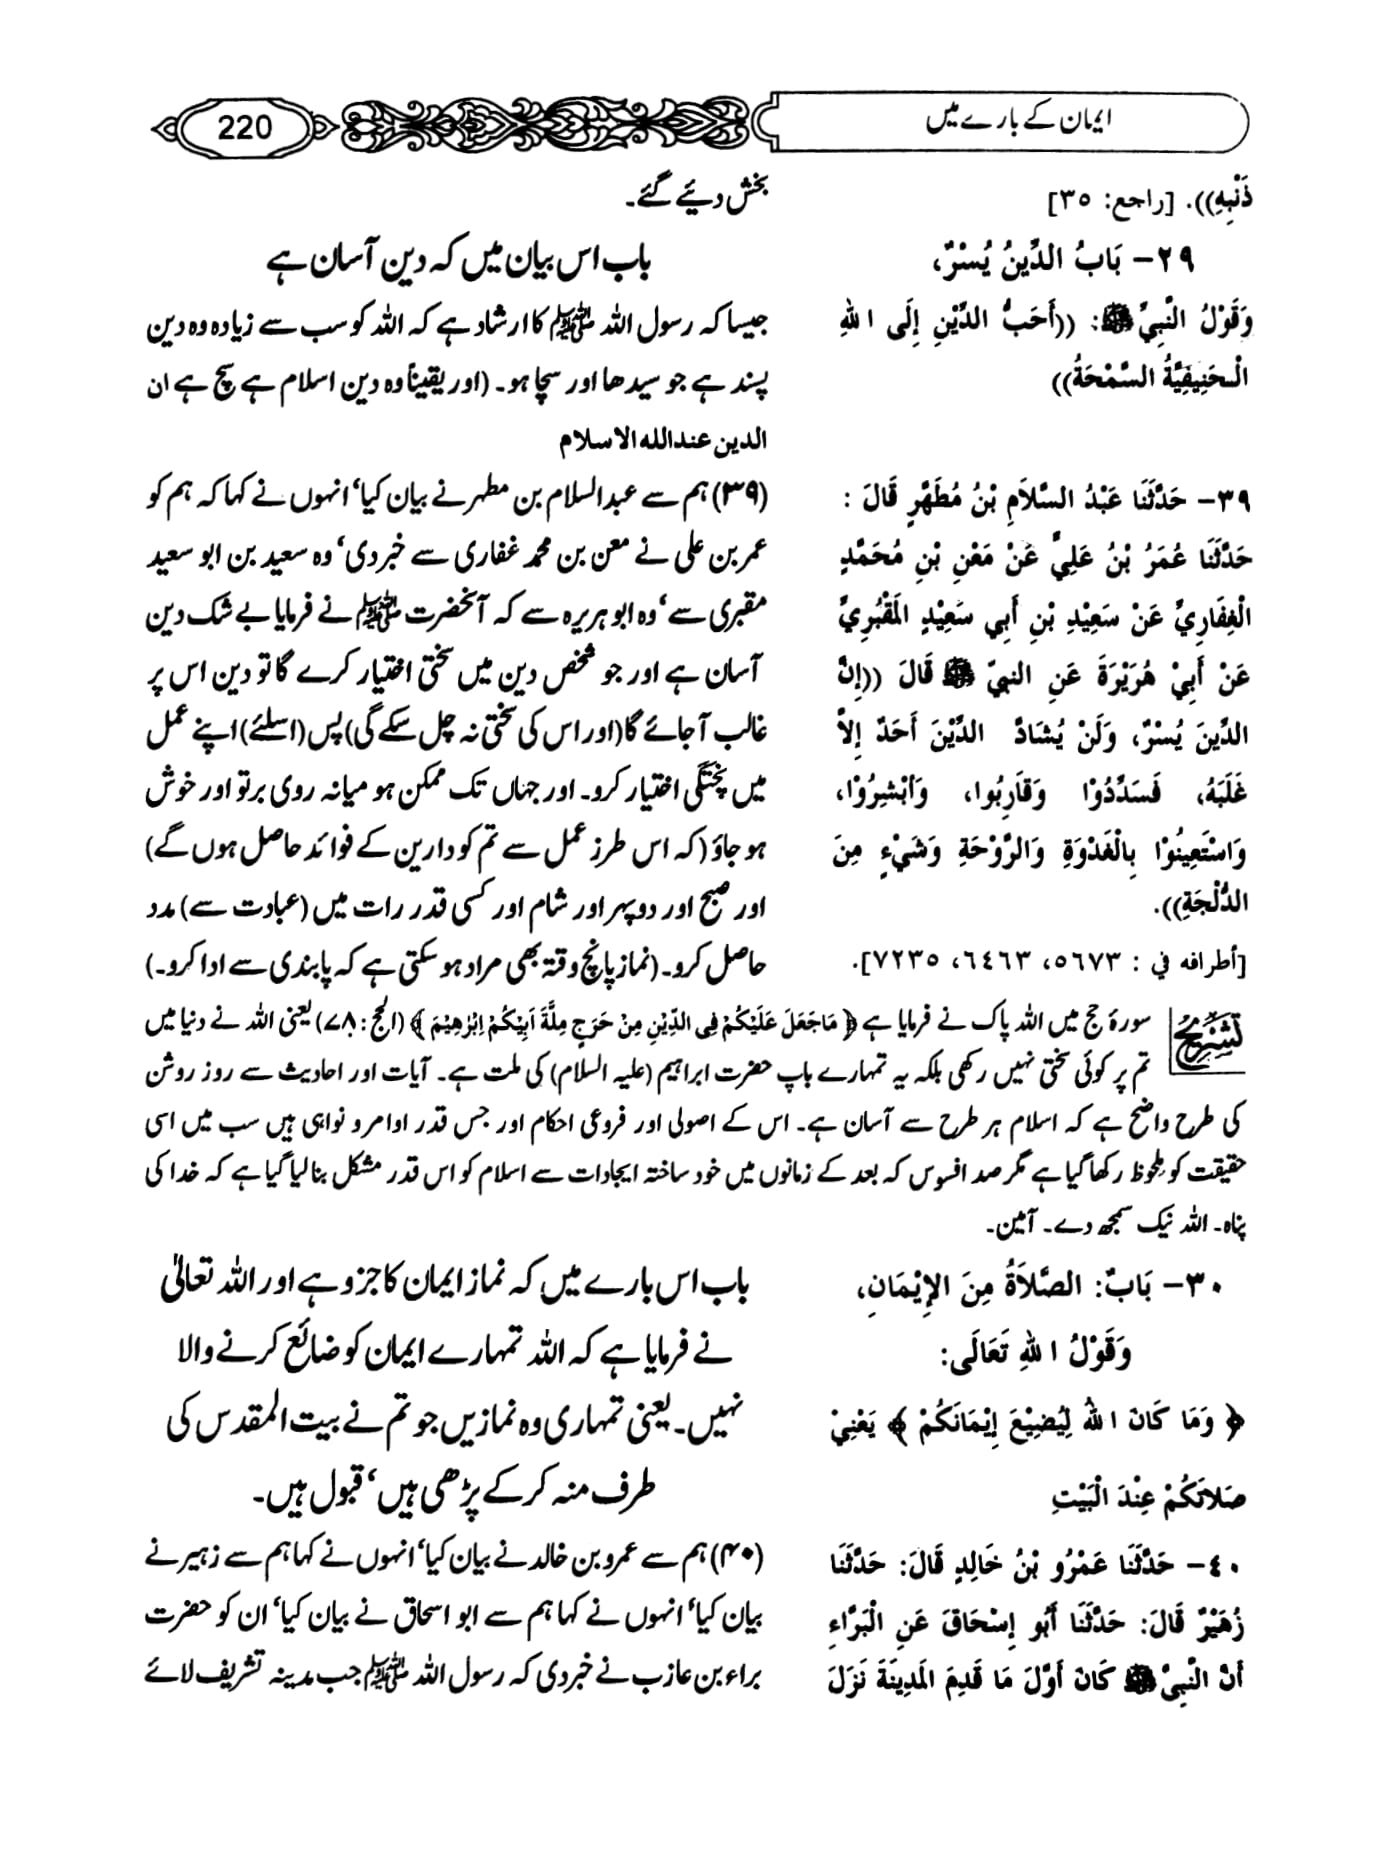 ایمان کے بارے میں
220
ذَنْبِهِ)). [راجع: ٣٥]
٢٩- بَابُ الدِّينُ يُسْرٌ،
وَقَوْلُ النَّبِيِّ ﷺ: ((أَحَبُّ الدِّيْنِ إِلَى اللهِ
الْحَنِيفِيَّةُ السَّمْحَةُ))
٣٩- حَدَّثَنَا عَبْدُ السَّلاَمِ بْنُ مُطَهَّرٍ قَالَ :
حَدَّثَنَا عُمَرُ بْنُ عَلِيٍّ عَنْ مَعْنِ بْنِ مُحَمَّدٍ
الْغِفَارِيِّ عَنْ سَعِيْدِ بْنِ أَبِي سَعِيْدٍ المَقْبُرِيِّ
عَنْ أَبِيْ هُرَيْرَةَ عَنِ النبيّ ﷺ قَالَ ((إِنَّ
الدِّينَ يُسْرٌ، وَلَنْ يُشَادَّ الدِّيْنَ أَحَدٌ إِلاَّ
غَلَبَهُ، فَسَدِّدُوْا وَقَارِبُوا، وَأَبْشِرُوْا،
وَاسْتَعِينُوْا بِالْغَدْوَةِ وَالرَّوْحَةِ وَشَيْءٍ مِنَ
الدُّلْجَةِ)).
[أطرافه في : ٥٦٧٣، ٦٤٦٣، ٧٢٣٥].
بخش دیئے گئے۔
باب اس بیان میں کہ دین آسان ہے
جیسا کہ رسول اللہ ﷺ کا ارشاد ہے کہ اللہ کو سب سے زیادہ وہ دین
پسند ہے جو سیدھا اور سچا ہو۔ (اور یقیناً وہ دین اسلام ہے سچ ہے ان
الدین عنداللہ الاسلام
(۳۹) ہم سے عبدالسلام بن مطہر نے بیان کیا‘ انہوں نے کہا کہ ہم کو
عمر بن علی نے معن بن محمد غفاری سے خبر دی‘ وہ سعید بن ابو سعید
مقبری سے‘ وہ ابو ہریرہ سے کہ آنحضرت ﷺ نے فرمایا بے شک دین
آسان ہے اور جو شخص دین میں سختی اختیار کرے گا تو دین اس پر
غالب آجائے گا (اور اس کی سختی نہ چل سکے گی) پس (اسلئے) اپنے عمل
میں پختگی اختیار کرو۔ اور جہاں تک ممکن ہو میانہ روی برتو اور خوش
ہو جاؤ (کہ اس طرز عمل سے تم کو دارین کے فوائد حاصل ہوں گے)
اور صبح اور دوپہر اور شام اور کسی قدر رات میں (عبادت سے) مدد
حاصل کرو۔ (نماز پانچ وقتہ بھی مراد ہو سکتی ہے کہ پابندی سے ادا کرو۔)
تشریح
سورۂ حج میں اللہ پاک نے فرمایا ہے ﴿ مَا جَعَلَ عَلَيْكُمْ فِى الدِّيْنِ مِنْ حَرَجٍ مِلَّةَ اَبِيْكُمْ اِبْرٰهِيْمَ ﴾ (الحج : ۷۸) یعنی اللہ نے دنیا میں
تم پر کوئی سختی نہیں رکھی بلکہ یہ تمہارے باپ حضرت ابراہیم (علیہ السلام) کی ملت ہے۔ آیات اور احادیث سے روز روشن
کی طرح واضح ہے کہ اسلام ہر طرح سے آسان ہے۔ اس کے اصولی اور فروعی احکام اور جس قدر اوامر و نواہی ہیں سب میں اسی
حقیقت کو ملحوظ رکھا گیا ہے مگر صد افسوس کہ بعد کے زمانوں میں خود ساختہ ایجادات سے اسلام کو اس قدر مشکل بنا لیا گیا ہے کہ خدا کی
پناہ۔ اللہ نیک سمجھ دے۔ آمین۔
٣٠- بَابٌ: الصَّلاَةُ مِنَ الإِيْمَانِ،
وَقَوْلُ اللهِ تَعَالَى:
﴿ وَمَا كَانَ اللهُ لِيُضِيْعَ إِيْمَانَكُمْ ﴾ يَعْنِيْ
صَلاَتَكُمْ عِنْدَ الْبَيْتِ
٤٠- حَدَّثَنَا عَمْرُو بْنُ خَالِدٍ قَالَ: حَدَّثَنَا
زُهَيْرٌ قَالَ: حَدَّثَنَا أَبُو إِسْحَاقَ عَنِ الْبَرَّاءِ
أَنَّ النَّبِيَّ ﷺ كَانَ أَوَّلَ مَا قَدِمَ المَدِينَةَ نَزَلَ
باب اس بارے میں کہ نماز ایمان کا جزو ہے اور اللہ تعالیٰ
نے فرمایا ہے کہ اللہ تمہارے ایمان کو ضائع کرنے والا
نہیں۔ یعنی تمہاری وہ نمازیں جو تم نے بیت المقدس کی
طرف منہ کر کے پڑھی ہیں‘ قبول ہیں۔
(۴۰) ہم سے عمرو بن خالد نے بیان کیا‘ انہوں نے کہا ہم سے زہیر نے
بیان کیا‘ انہوں نے کہا ہم سے ابو اسحاق نے بیان کیا‘ ان کو حضرت
براء بن عازب نے خبر دی کہ رسول اللہ ﷺ جب مدینہ تشریف لائے